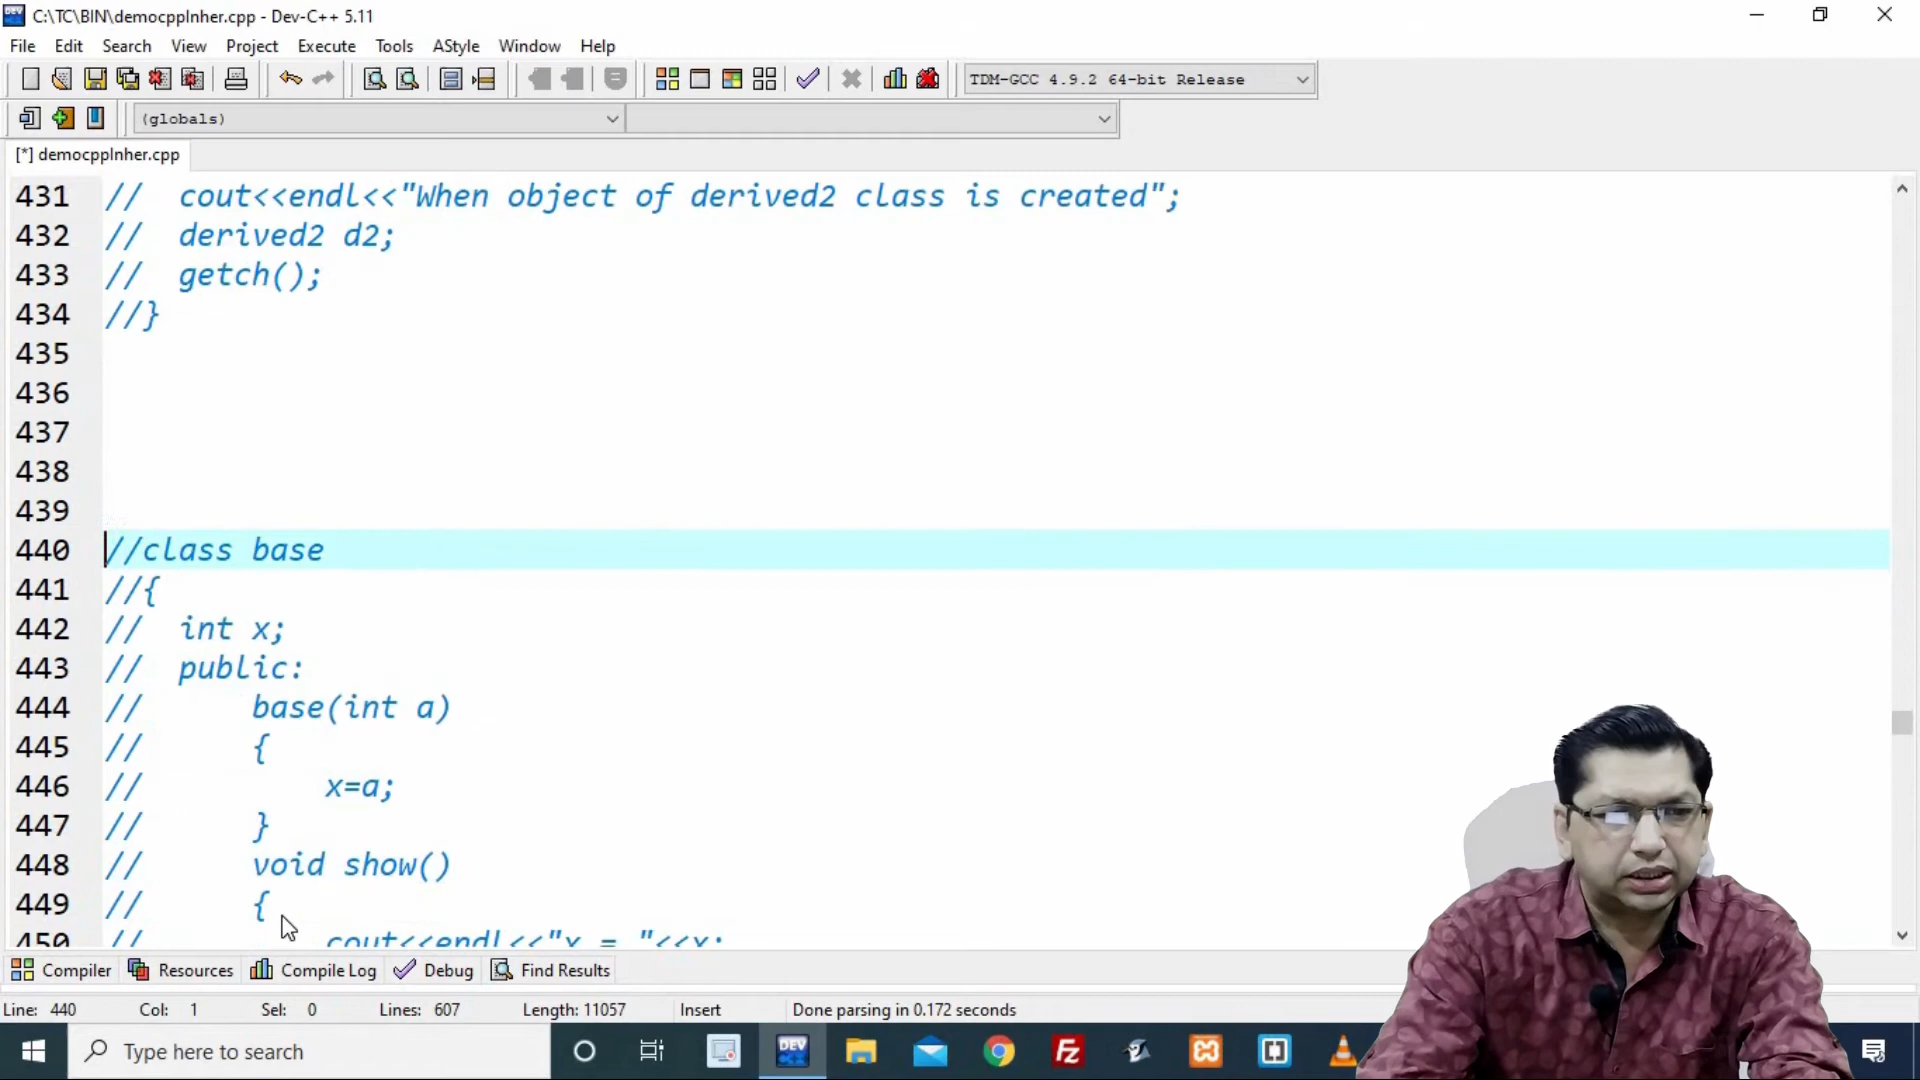 C:\TC\BIN\democppInher.cpp - Dev-C++ 5.11
File Edit Search View Project Execute Tools AStyle Window Help
TDM-GCC 4.9.2 64-bit Release
(globals)
[*] democppInher.cpp
431 //  cout<<endl<<"When object of derived2 class is created";
432 //  derived2 d2;
433 //  getch();
434 //}
435
436
437
438
439
440 //class base
441 //{
442 //  int x;
443 //  public:
444 //      base(int a)
445 //      {
446 //          x=a;
447 //      }
448 //      void show()
449 //      {
450 //          cout<<endl<<"x = "<<x;
Compiler Resources Compile Log Debug Find Results
Line: 440 Col: 1 Sel: 0 Lines: 607 Length: 11057 Insert Done parsing in 0.172 seconds
Type here to search
DEV
Fz